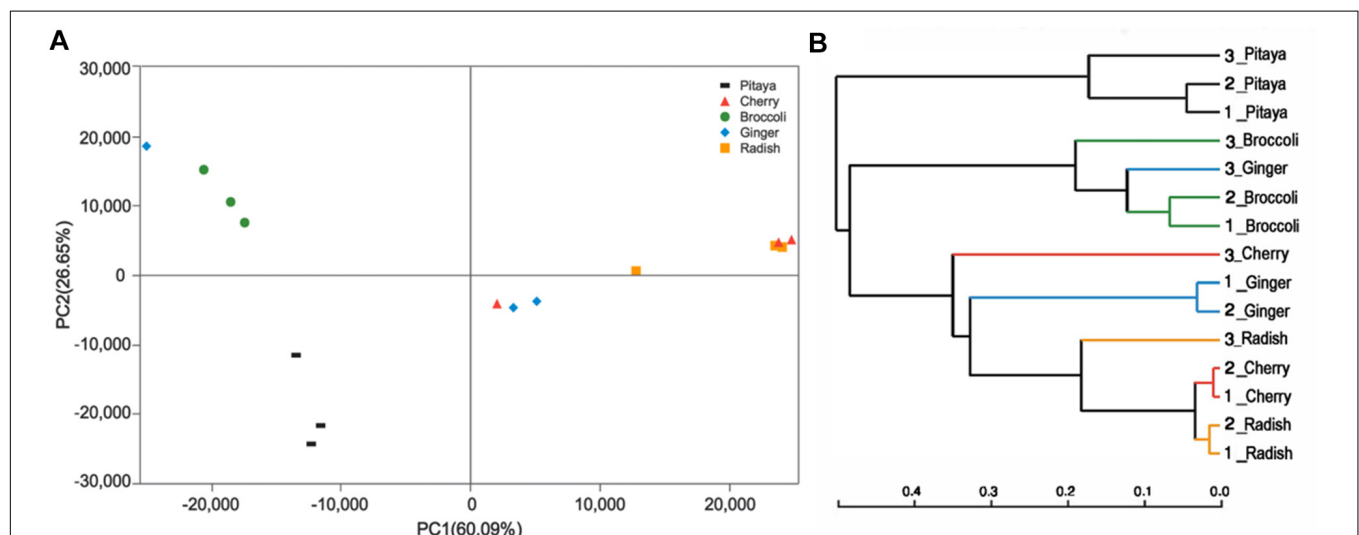 A
30,000
20,000
10,000
0
-10,000
-20,000
-30,000
PC2(26.65%)
-20,000
-10,000
0
10,000
20,000
PC1(60.09%)
Pitaya
Cherry
Broccoli
Ginger
Radish
B
3_Pitaya
2_Pitaya
1_Pitaya
3_Broccoli
3_Ginger
2_Broccoli
1_Broccoli
3_Cherry
1_Ginger
2_Ginger
3_Radish
2_Cherry
1_Cherry
2_Radish
1_Radish
0.4 0.3 0.2 0.1 0.0